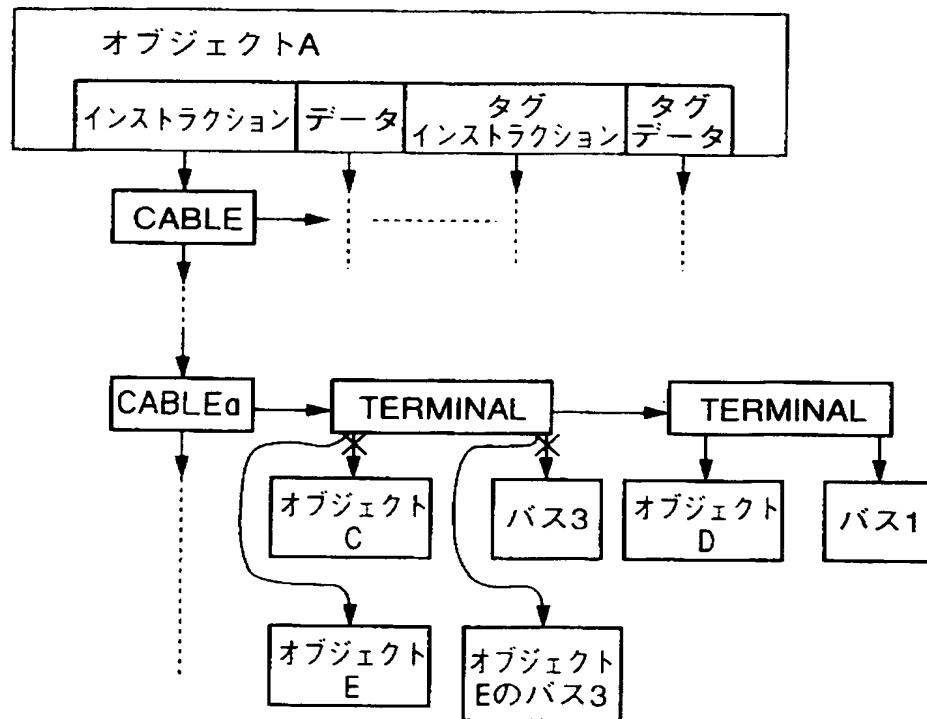 オブジェクトA
インストラクション
データ
タグ
インストラクション
タグ
データ
CABLE
CABLEa
TERMINAL
TERMINAL
オブジェクト
C
バス3
オブジェクト
D
バス1
オブジェクト
E
オブジェクト
Eのバス3